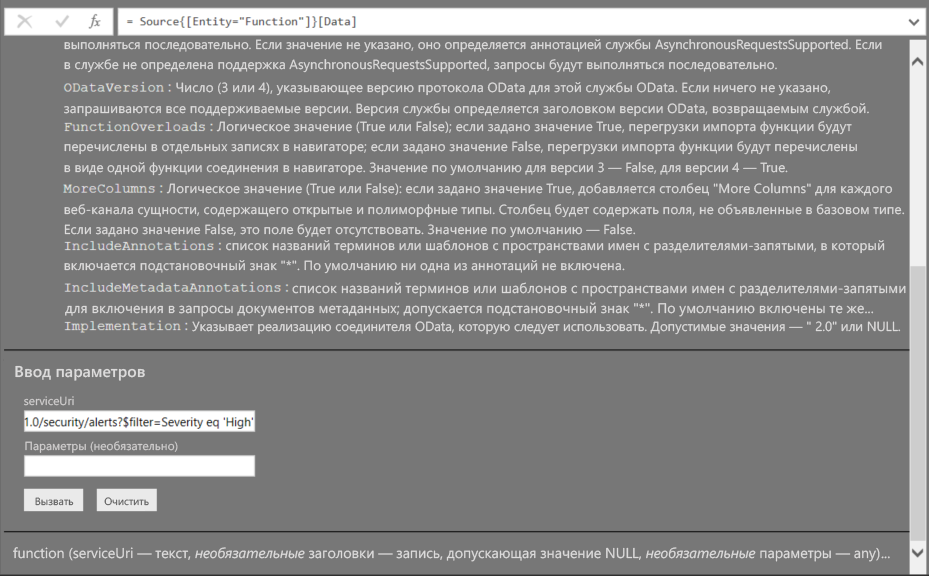 fx = Source{[Entity="Function"]}[Data]
выполняться последовательно. Если значение не указано, оно определяется аннотацией службы AsynchronousRequestsSupported. Если
в службе не определена поддержка AsynchronousRequestsSupported, запросы будут выполняться последовательно.
ODataVersion : Число (3 или 4), указывающее версию протокола OData для этой службы OData. Если ничего не указано,
запрашиваются все поддерживаемые версии. Версия службы определяется заголовком версии OData, возвращаемым службой.
FunctionOverloads : Логическое значение (True или False); если задано значение True, перегрузки импорта функции будут
перечислены в отдельных записях в навигаторе; если задано значение False, перегрузки импорта функции будут перечислены
в виде одной функции соединения в навигаторе. Значение по умолчанию для версии 3 — False, для версии 4 — True.
MoreColumns : Логическое значение (True или False): если задано значение True, добавляется столбец "More Columns" для каждого
веб-канала сущности, содержащего открытые и полиморфные типы. Столбец будет содержать поля, не объявленные в базовом типе.
Если задано значение False, это поле будет отсутствовать. Значение по умолчанию — False.
IncludeAnnotations : список названий терминов или шаблонов с пространствами имен с разделителями-запятыми, в который
включается подстановочный знак "*". По умолчанию ни одна из аннотаций не включена.
IncludeMetadataAnnotations : список названий терминов или шаблонов с пространствами имен с разделителями-запятыми
для включения в запросы документов метаданных; допускается подстановочный знак "*". По умолчанию включены те же...
Implementation : Указывает реализацию соединителя OData, которую следует использовать. Допустимые значения — " 2.0" или NULL.
Ввод параметров
serviceUri
1.0/security/alerts?$filter=Severity eq 'High'
Параметры (необязательно)
Вызвать Очистить
function (serviceUri — текст, необязательные заголовки — запись, допускающая значение NULL, необязательные параметры — any)...